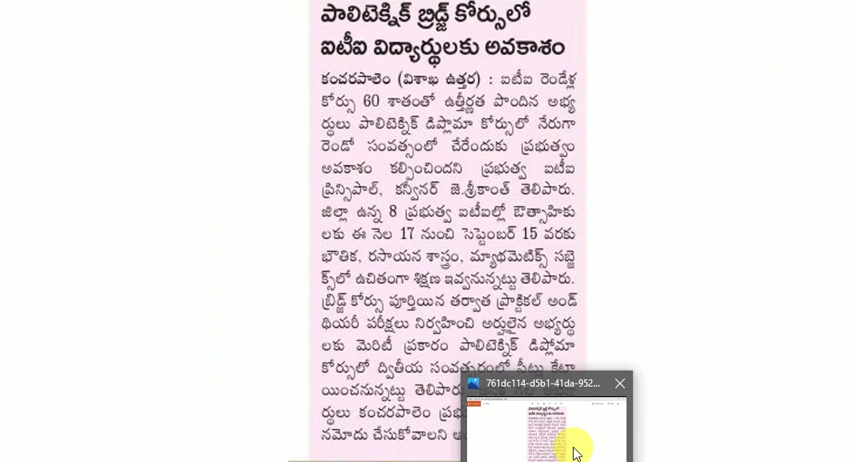 పాలిటెక్నిక్ బ్రిడ్జ్ కోర్సులో
ఐటీఐ విద్యార్థులకు అవకాశం
కంచరపాలెం (విశాఖ ఉత్తర) : ఐటీఐ రెండేళ్ల
కోర్సు 60 శాతంతో ఉత్తీర్ణత పొందిన అభ్య
ర్థులు పాలిటెక్నిక్ డిప్లొమా కోర్సులో నేరుగా
రెండో సంవత్సంలో చేరేందుకు ప్రభుత్వం
అవకాశం కల్పించిందని ప్రభుత్వ ఐటీఐ
ప్రిన్సిపాల్, కన్వీనర్ జె.శ్రీకాంత్ తెలిపారు.
జిల్లా ఉన్న 8 ప్రభుత్వ ఐటీఐల్లో ఔత్సాహికు
లకు ఈ నెల 17 నుంచి సెప్టెంబర్ 15 వరకు
భౌతిక, రసాయన శాస్త్రం, మ్యాథమెటిక్స్ సబ్జె
క్స్‌లో ఉచితంగా శిక్షణ ఇవ్వనున్నట్టు తెలిపారు.
బ్రిడ్జ్ కోర్సు పూర్తయిన తర్వాత ప్రాక్టికల్ అండ్
థియరీ పరీక్షలు నిర్వహించి అర్హులైన అభ్యర్థు
లకు మెరిటీ ప్రకారం పాలిటెక్నిక్ డిప్లొమా
కోర్సులో ద్వితీయ సంవత్సరంలో సీట్లు కేటా
యించనున్నట్టు తెలిపారు
ర్థులు కంచరపాలెం
నమోదు చేసుకోవాలని
761dc114-d5b1-41da-952...